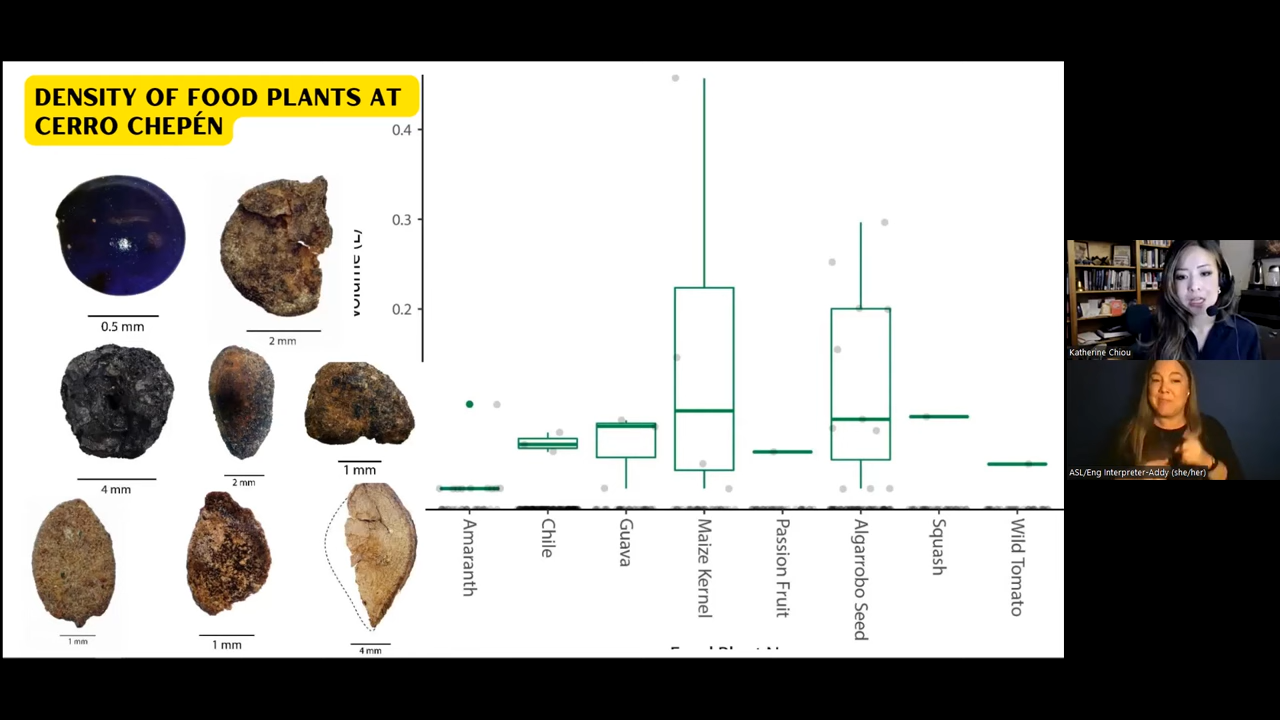 DENSITY OF FOOD PLANTS AT
CERRO CHEPÉN
0.5 mm
2 mm
4 mm
2 mm
1 mm
1 mm
1 mm
4 mm
0.4
0.3
0.2
Amaranth
Chile
Guava
Maize Kernel
Passion Fruit
Algarrobo Seed
Squash
Wild Tomato
Katherine Chiou
ASL/Eng Interpreter-Addy (she/her)